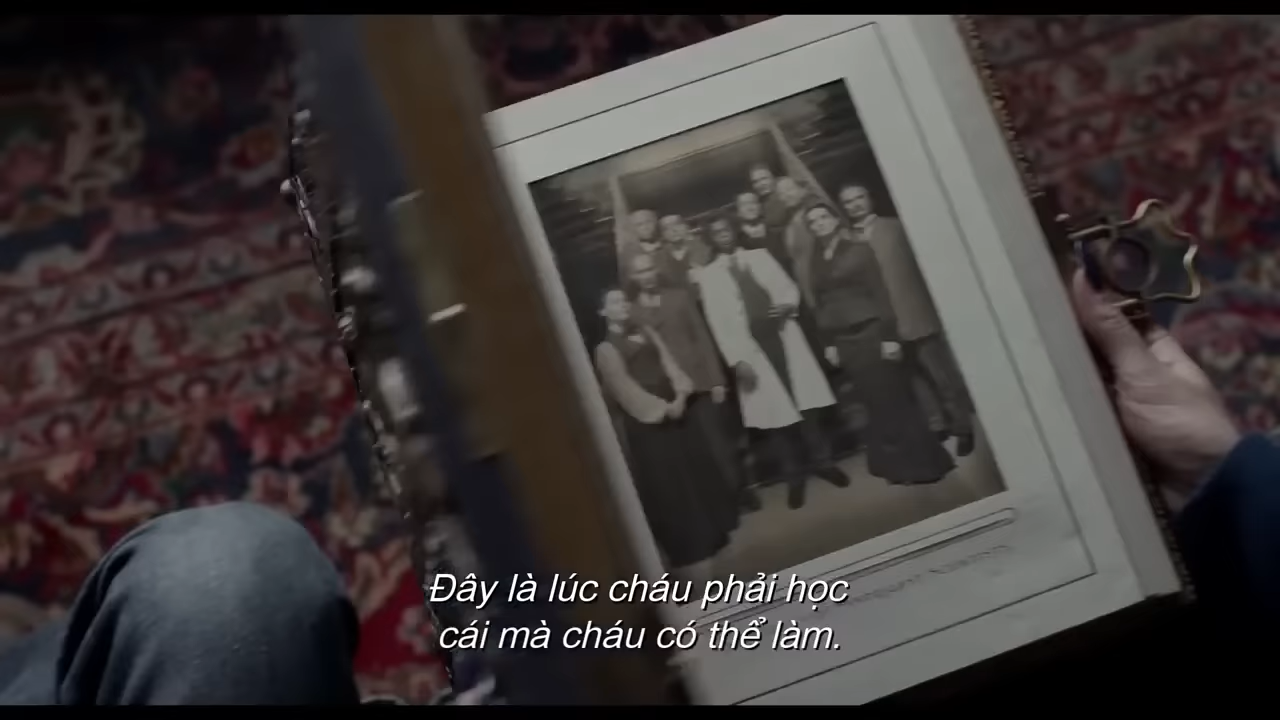 Đây là lúc cháu phải học
cái mà cháu có thể làm.